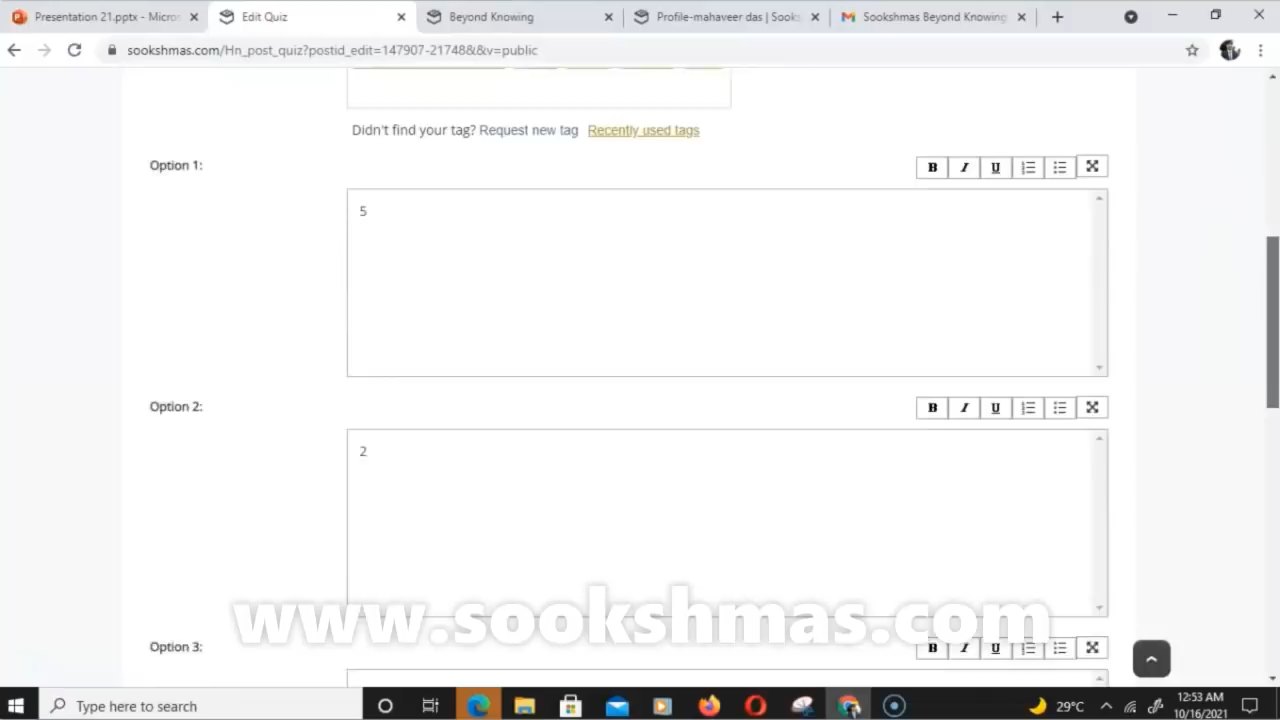 Presentation 21.pptx - Micros
Edit Quiz
Beyond Knowing
Profile-mahaveer das | Sooks
Sookshmas Beyond Knowing
sookshmas.com/Hn_post_quiz?postid_edit=147907-21748&&v=public
Didn't find your tag? Request new tag Recently used tags
Option 1:
B I U
5
Option 2:
B I U
2
www.sookshmas.com
Option 3:
B I U
Type here to search
29°C
12:53 AM
10/16/2021